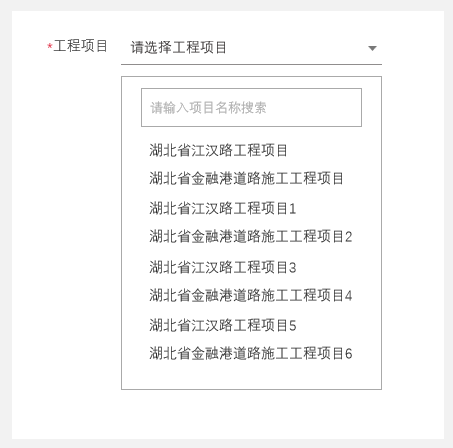 *工程项目 请选择工程项目
请输入项目名称搜索
湖北省江汉路工程项目
湖北省金融港道路施工工程项目
湖北省江汉路工程项目1
湖北省金融港道路施工工程项目2
湖北省江汉路工程项目3
湖北省金融港道路施工工程项目4
湖北省江汉路工程项目5
湖北省金融港道路施工工程项目6